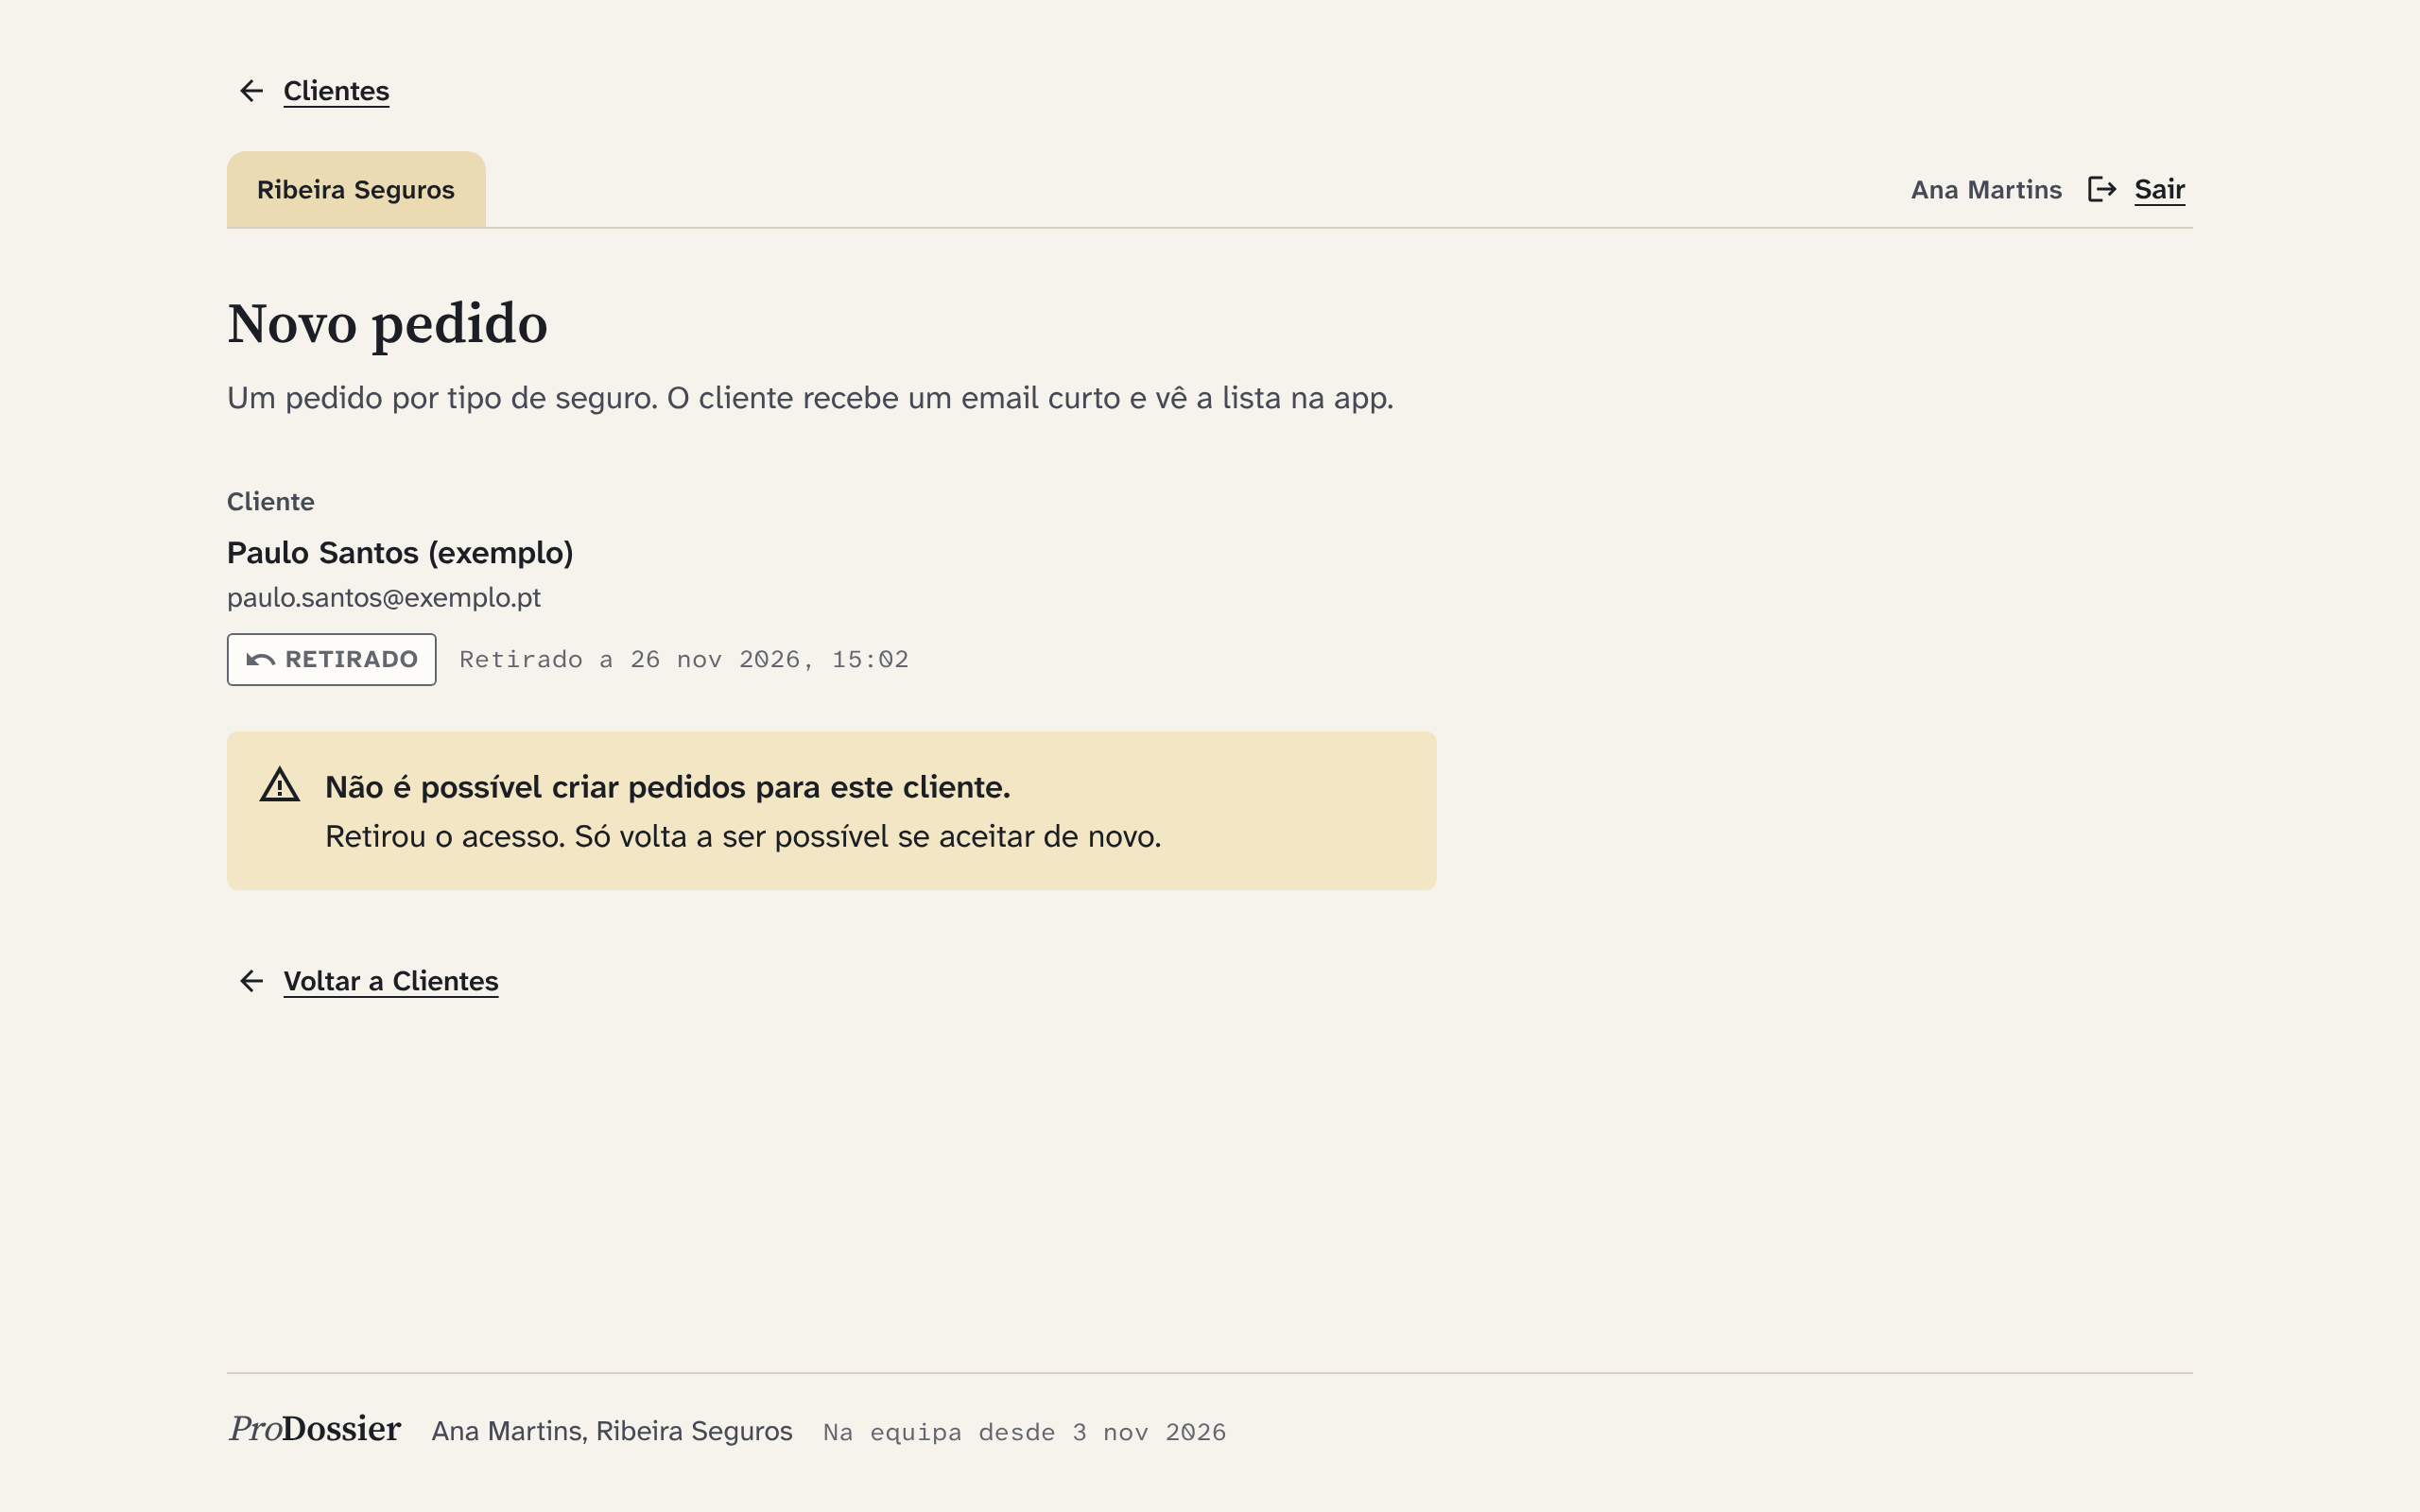 Clientes
Ribeira Seguros
Ana Martins Sair
Novo pedido
Um pedido por tipo de seguro. O cliente recebe um email curto e vê a lista na app.
Cliente
Paulo Santos (exemplo)
paulo.santos@exemplo.pt
RETIRADO Retirado a 26 nov 2026, 15:02
Não é possível criar pedidos para este cliente.
Retirou o acesso. Só volta a ser possível se aceitar de novo.
Voltar a Clientes
ProDossier Ana Martins, Ribeira Seguros Na equipa desde 3 nov 2026